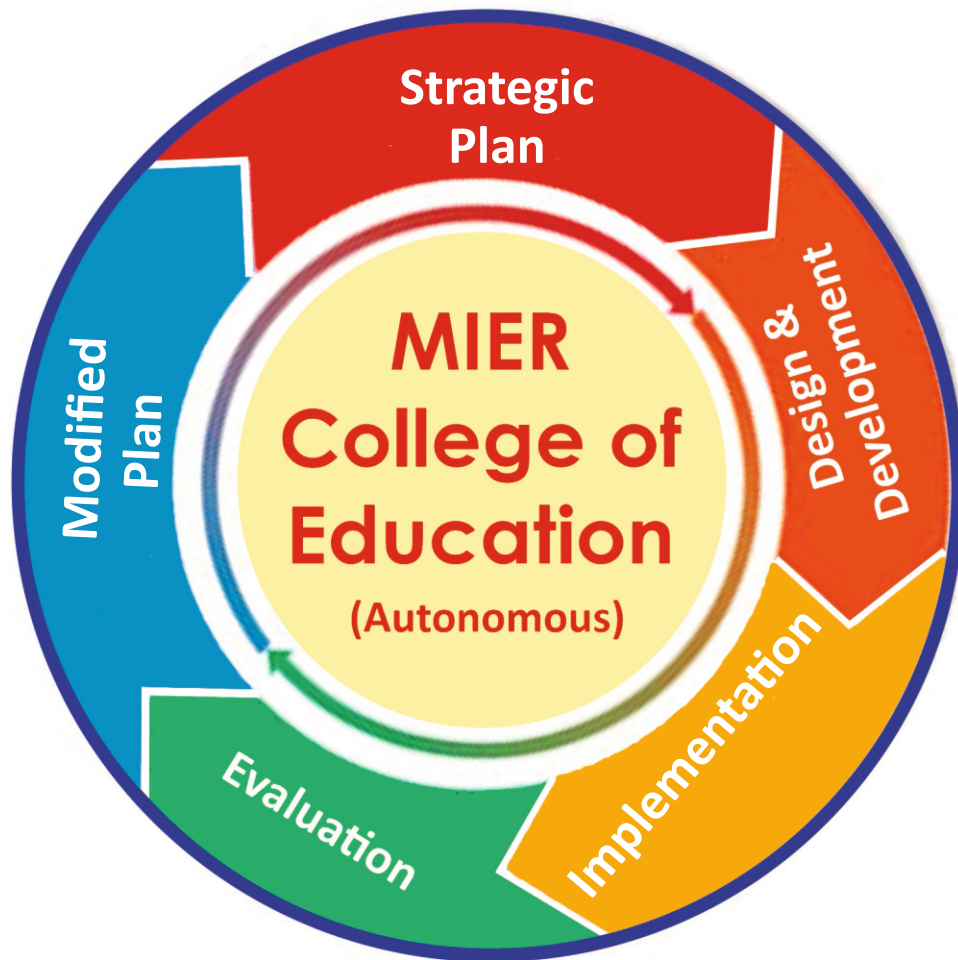 Strategic
Plan
Design &
Development
Implementation
Evaluation
Modified
Plan
MIER
College of
Education
(Autonomous)